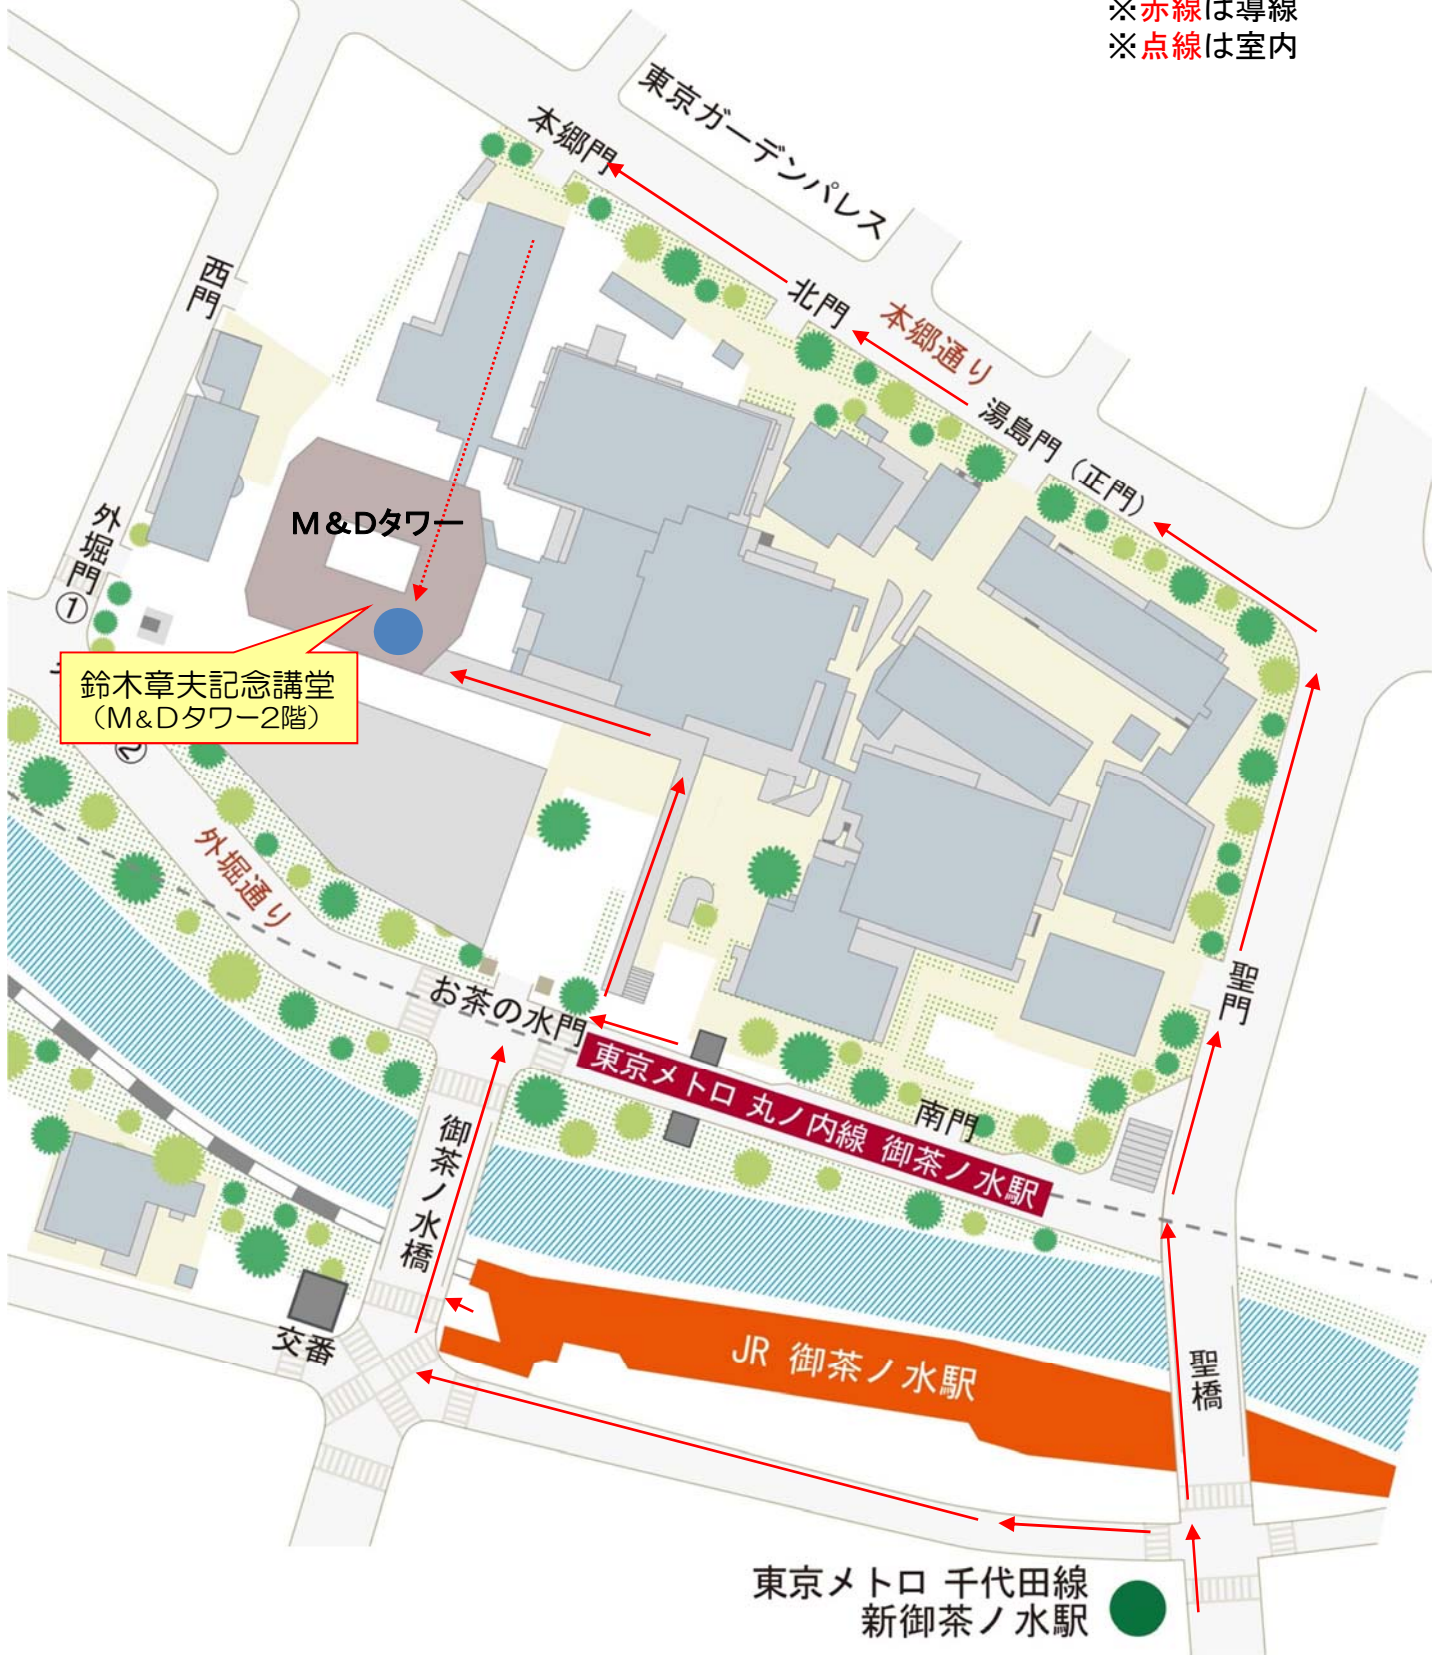 ※赤線は導線
※点線は室内
東京ガーデンパレス
本郷門
西門
北門
本郷通り
湯島門（正門）
M&Dタワー
外堀門①
鈴木章夫記念講堂
（M&Dタワー2階）
②
外堀通り
お茶の水門
聖門
東京メトロ 丸ノ内線 御茶ノ水駅
南門
御茶ノ水橋
交番
JR 御茶ノ水駅
聖橋
東京メトロ 千代田線
新御茶ノ水駅